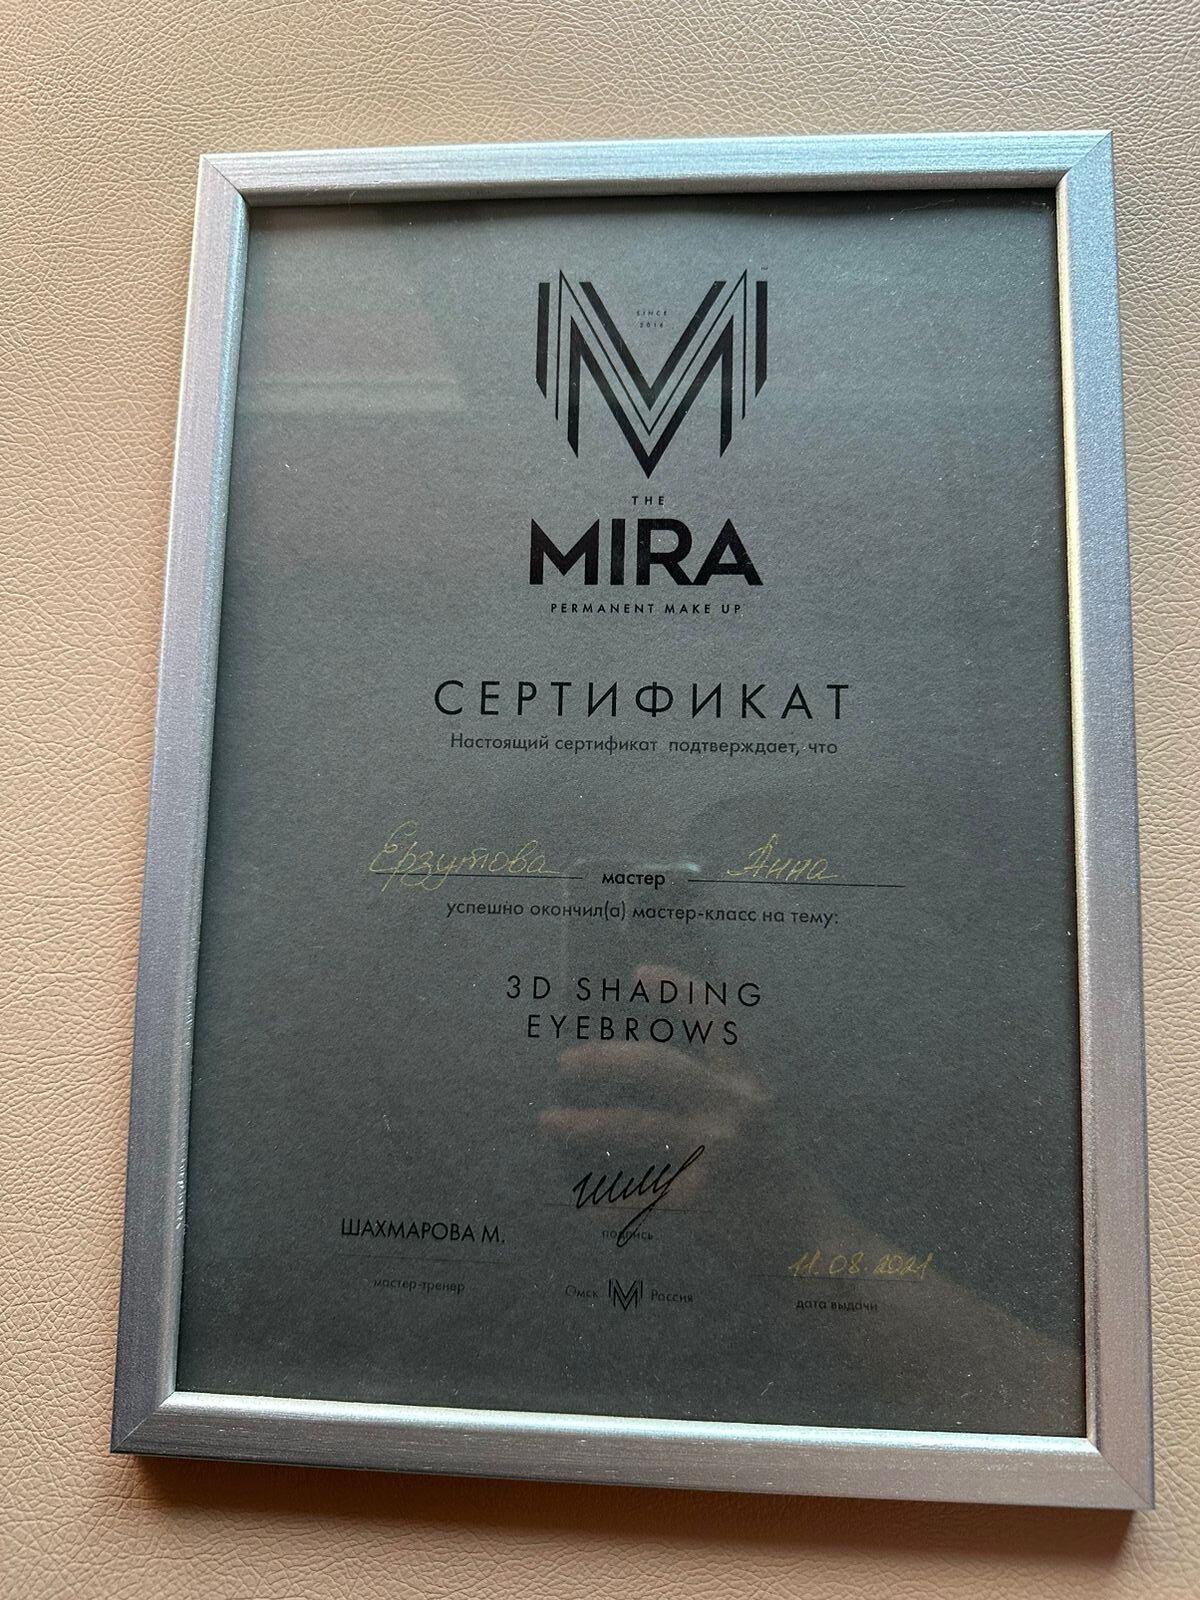 SINCE
2016
THE
MIRA
PERMANENT MAKE UP
СЕРТИФИКАТ
Настоящий сертификат подтверждает, что
Ерзутова мастер Анна
успешно окончил(а) мастер-класс на тему:
3D SHADING
EYEBROWS
ШАХМАРОВА М.
подпись
11.08.2021
мастер-тренер
Омск М Россия
дата выдачи